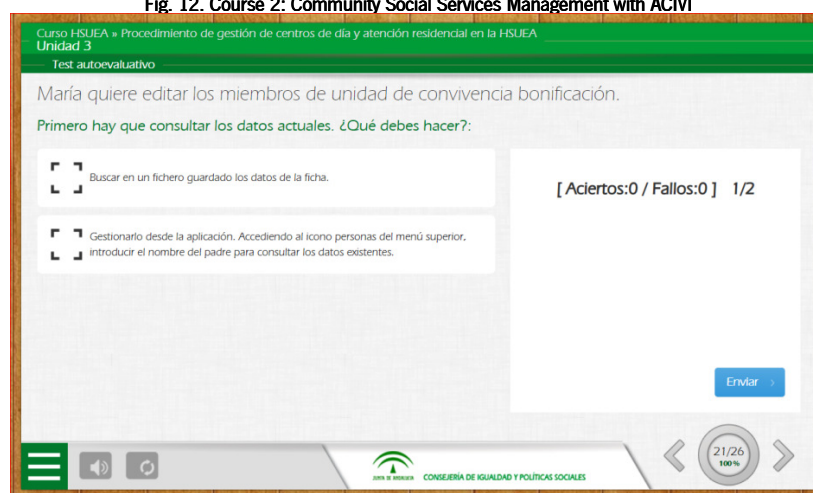 Fig. 12. Course 2: Community Social Services Management with ACIVI
Curso HSUEA » Procedimiento de gestión de centros de día y atención residencial en la HSUEA
Unidad 3
Test autoevaluativo
María quiere editar los miembros de unidad de convivencia bonificación.
Primero hay que consultar los datos actuales. ¿Qué debes hacer?:
Buscar en un fichero guardado los datos de la ficha.
[ Aciertos:0 / Fallos:0 ] 1/2
Gestionarlo desde la aplicación. Accediendo al icono personas del menú superior,
introducir el nombre del padre para consultar los datos existentes.
Enviar
21/26
100 %
JUNTA DE ANDALUCIA
CONSEJERÍA DE IGUALDAD Y POLÍTICAS SOCIALES